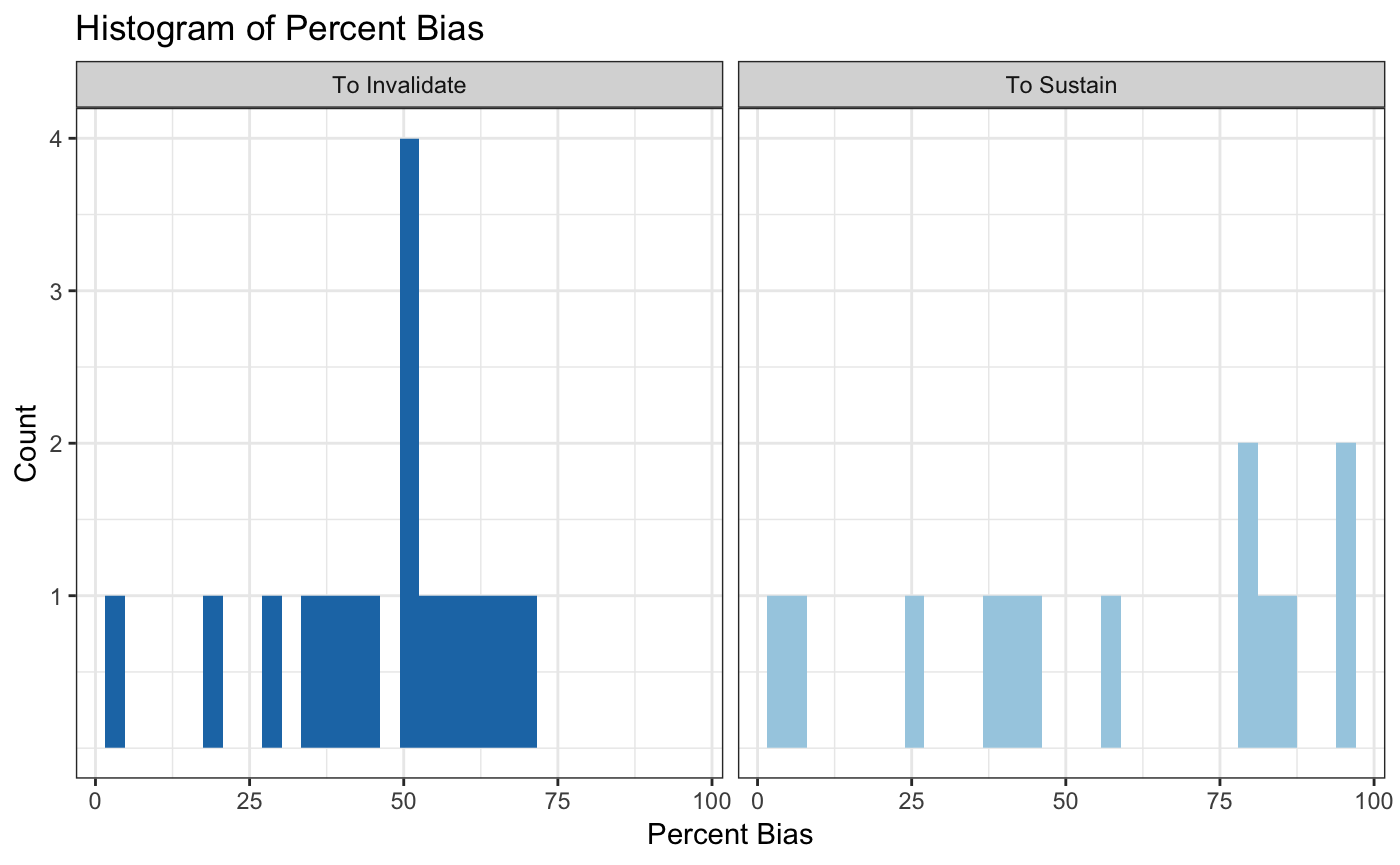 Histogram of Percent Bias
To Invalidate
To Sustain
4
3
2
1
Count
0 25 50 75 100
0 25 50 75 100
Percent Bias